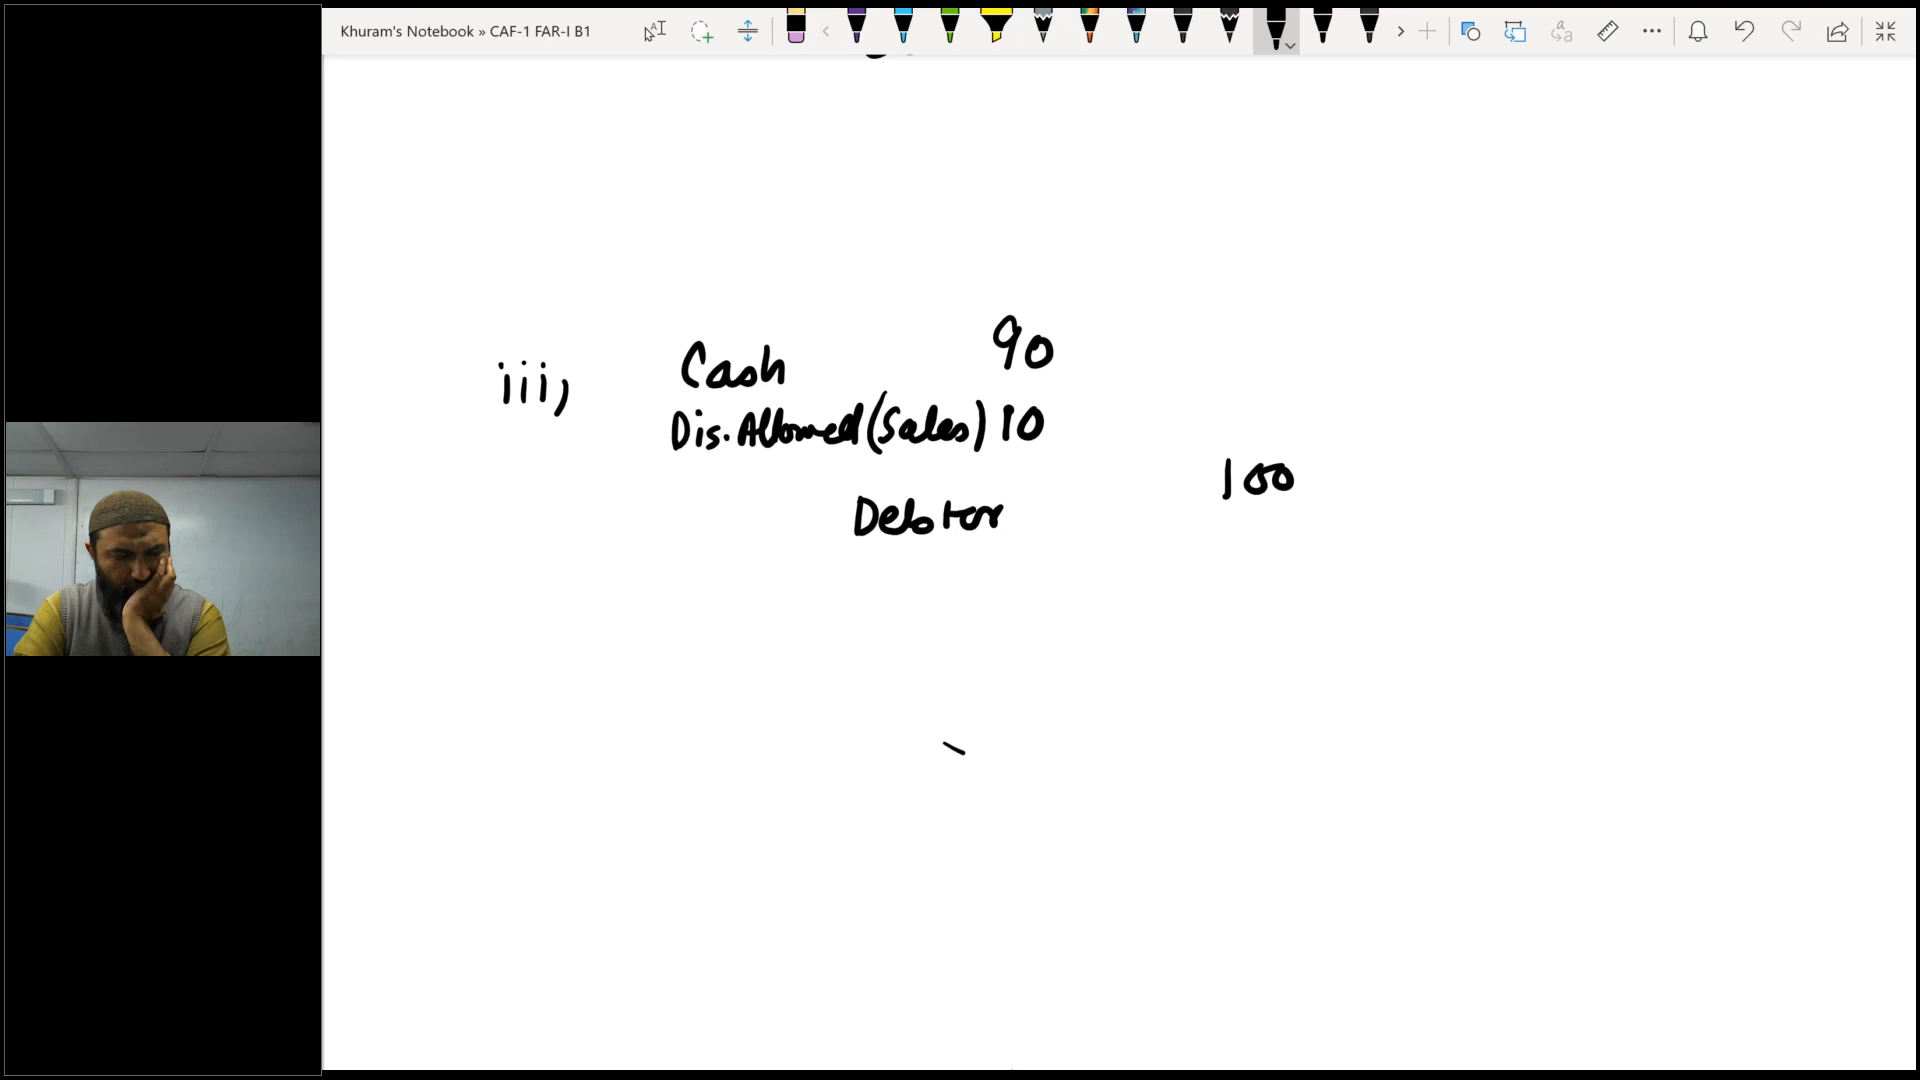 Khuram's Notebook » CAF-1 FAR-I B1
iii, Cash 90
Dis. Allowed (Sales) 10
Debtor 100